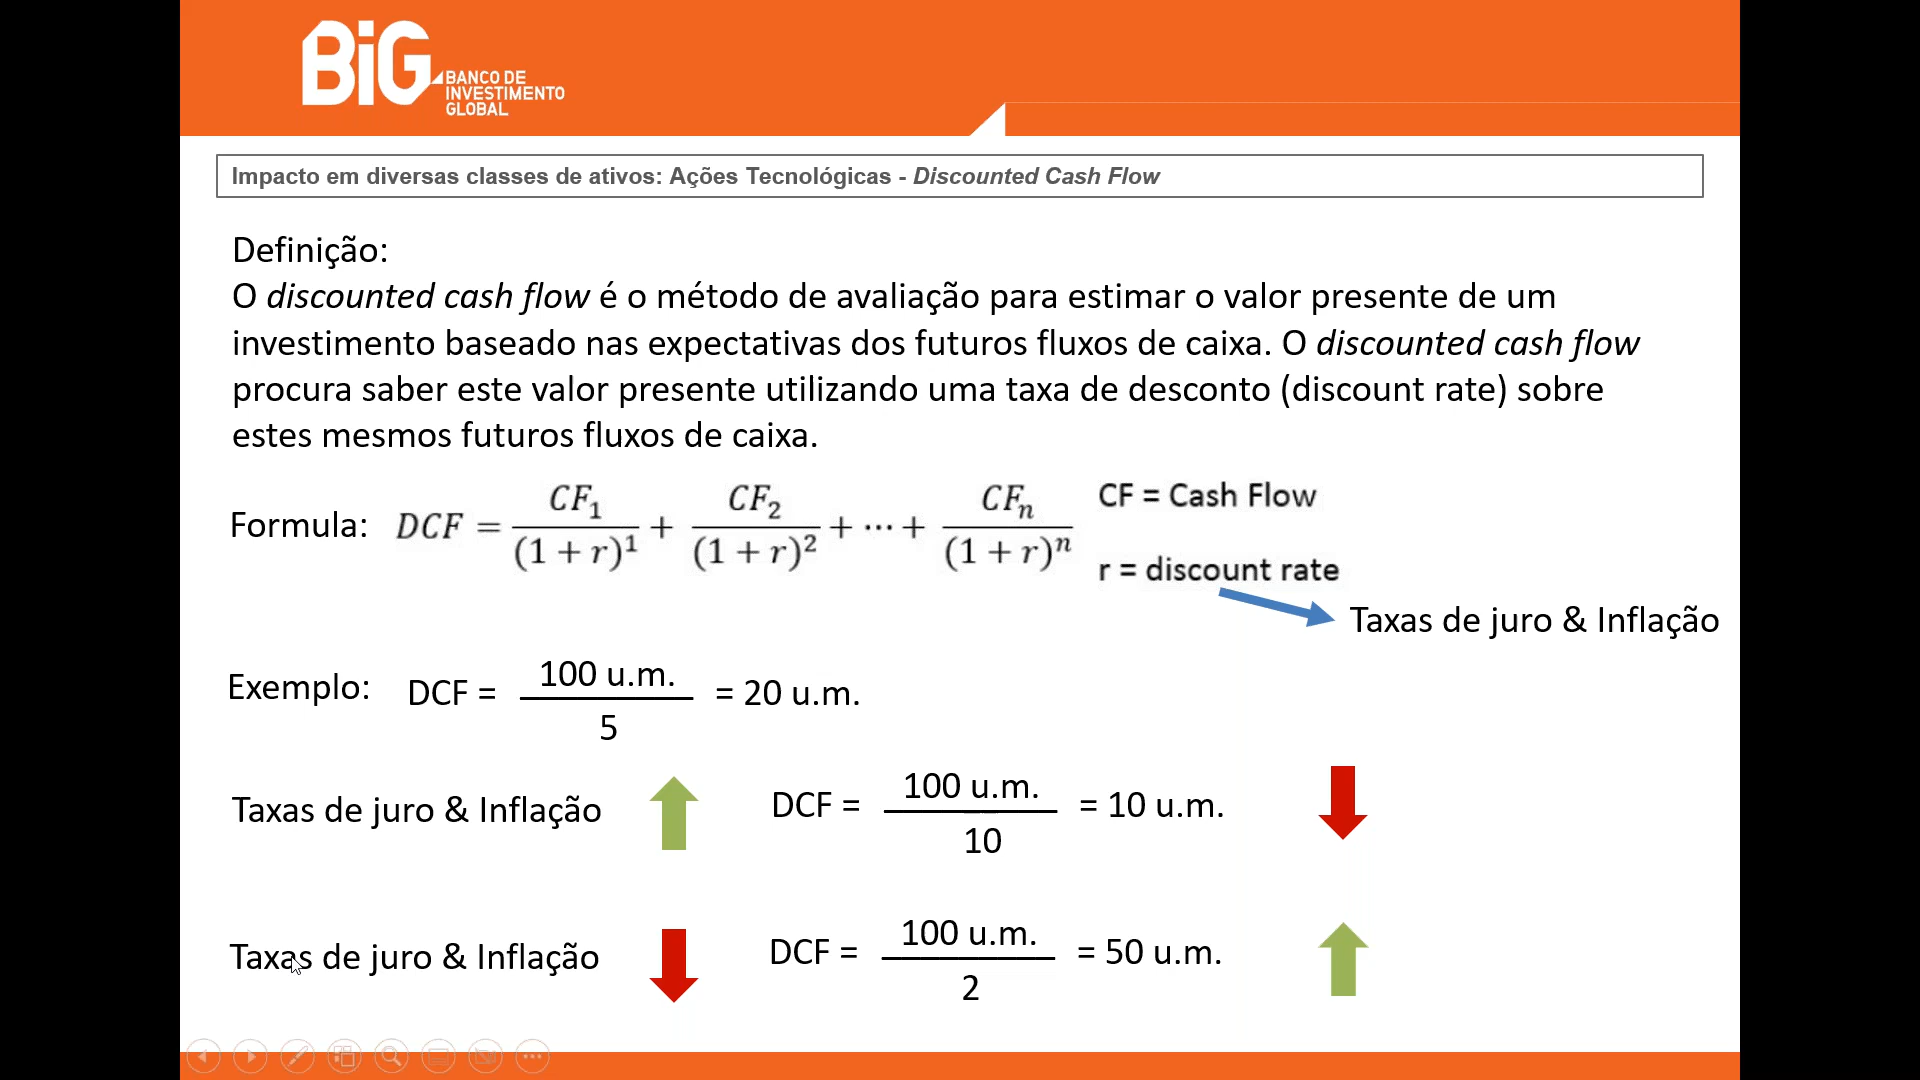 BiG BANCO DE
INVESTIMENTO
GLOBAL
Impacto em diversas classes de ativos: Ações Tecnológicas - Discounted Cash Flow
Definição:
O discounted cash flow é o método de avaliação para estimar o valor presente de um
investimento baseado nas expectativas dos futuros fluxos de caixa. O discounted cash flow
procura saber este valor presente utilizando uma taxa de desconto (discount rate) sobre
estes mesmos futuros fluxos de caixa.
Formula: DCF = CF₁/(1 + r)¹ + CF₂/(1 + r)² + ⋯ + CFₙ/(1 + r)ⁿ
CF = Cash Flow
r = discount rate
Taxas de juro & Inflação
Exemplo: DCF = 100 u.m. / 5 = 20 u.m.
Taxas de juro & Inflação DCF = 100 u.m. / 10 = 10 u.m.
Taxas de juro & Inflação DCF = 100 u.m. / 2 = 50 u.m.